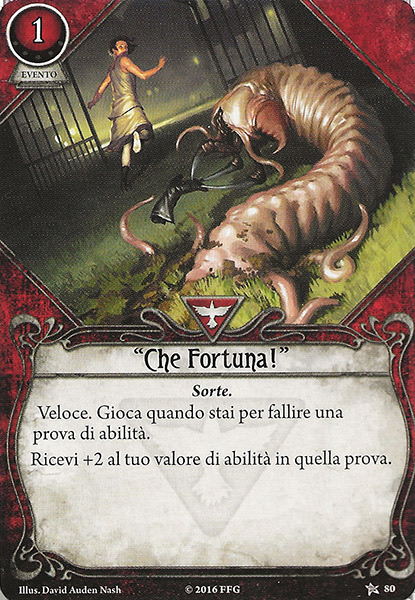 1
EVENTO
“Che Fortuna!”
Sorte.
Veloce. Gioca quando stai per fallire una
prova di abilità.
Ricevi +2 al tuo valore di abilità in quella prova.
Illus. David Auden Nash
© 2016 FFG
80